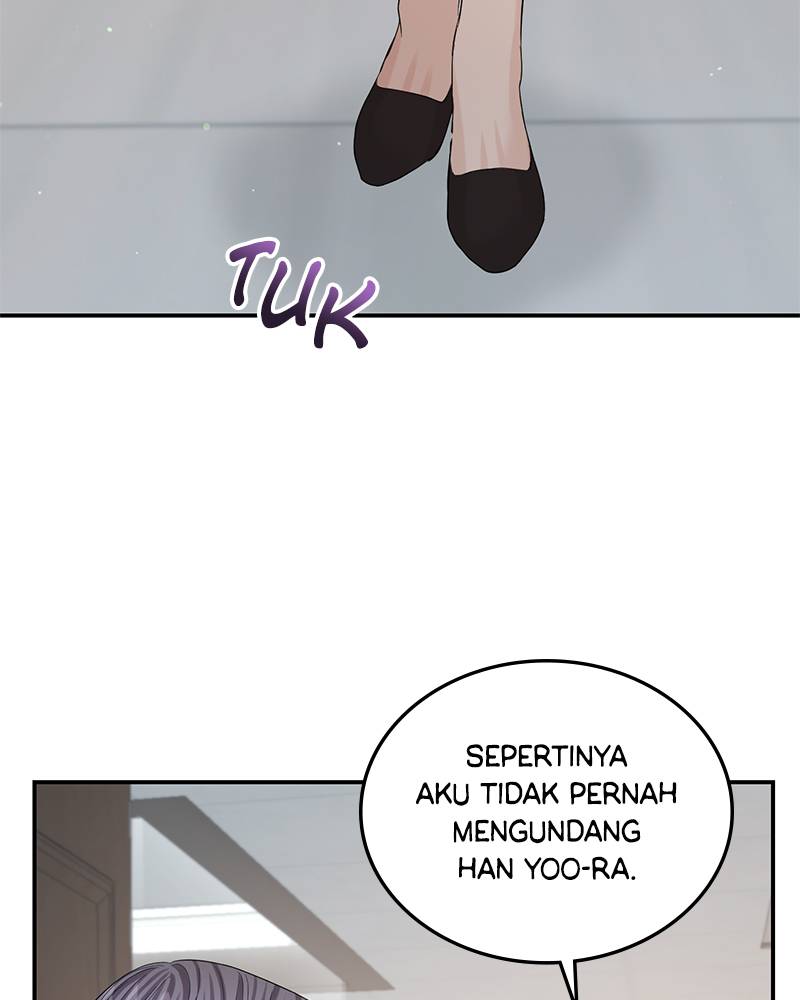 TUK
SEPERTINYA
AKU TIDAK PERNAH
MENGUNDANG
HAN YOO-RA.